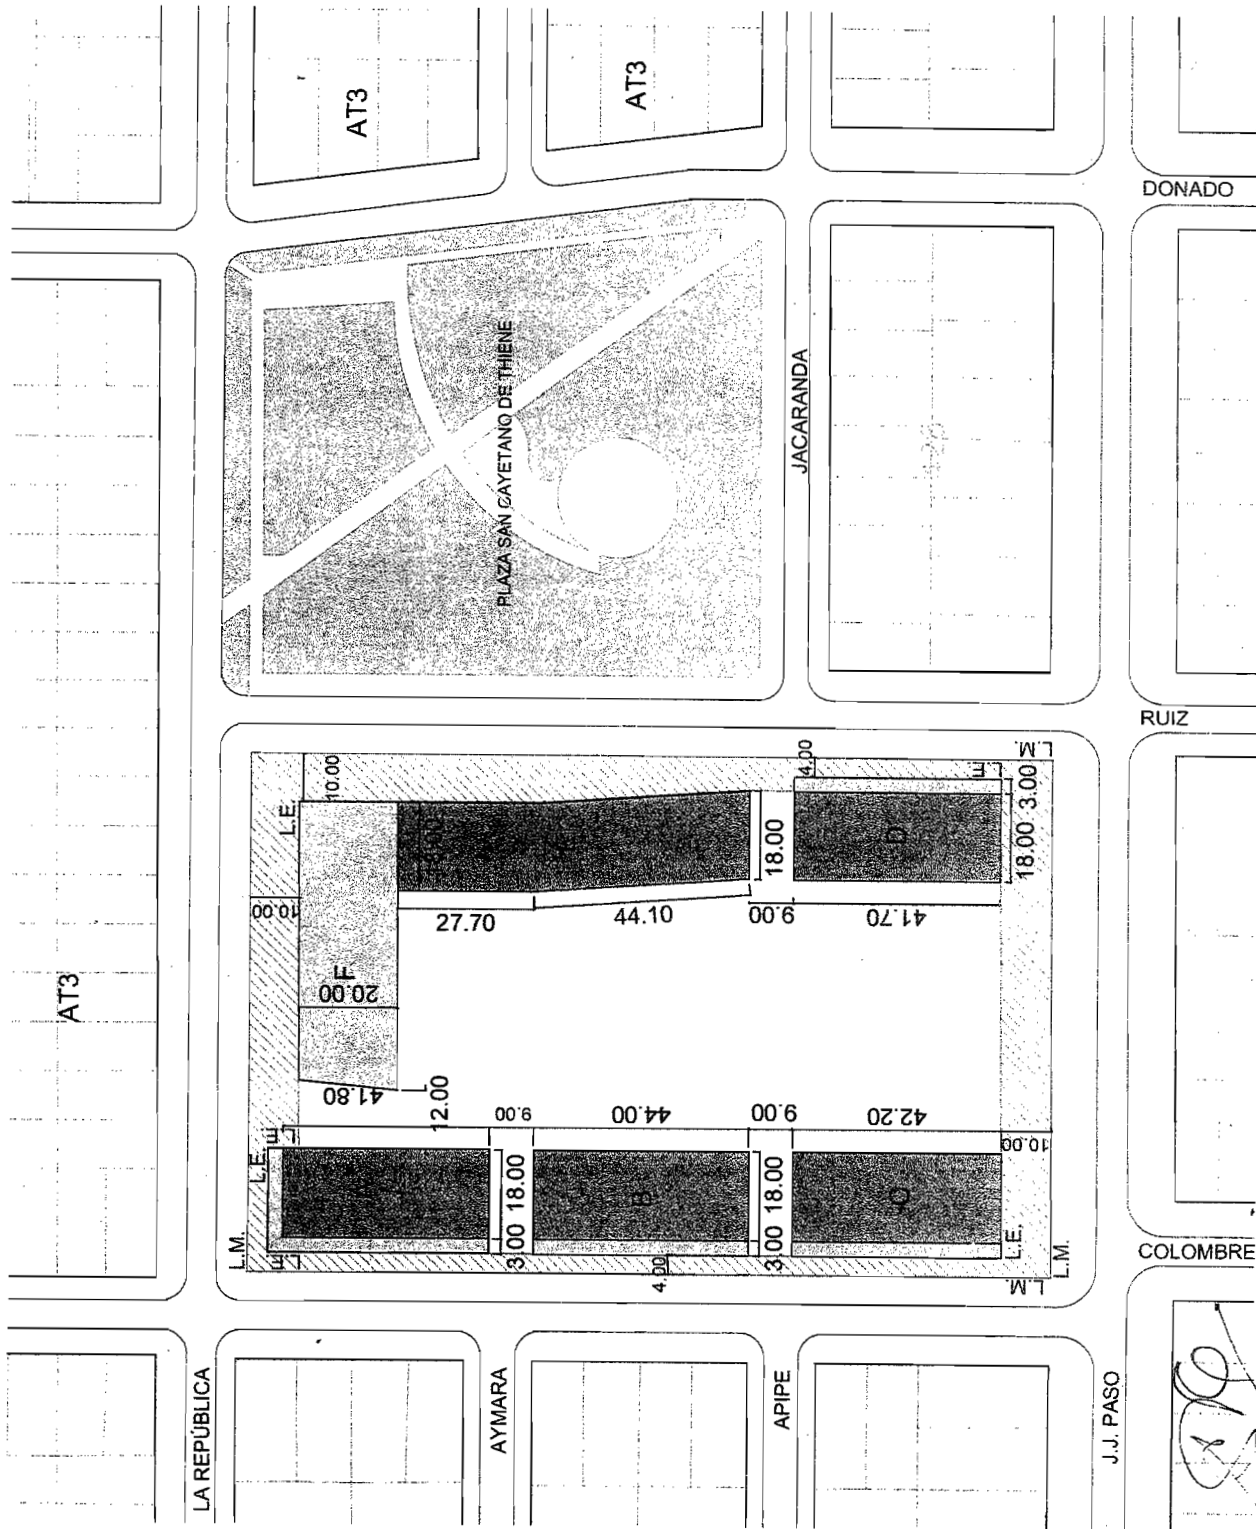 AT3
AT3
DONADO
PLAZA SAN CAYETANO DE THIENE
JACARANDA
RUIZ
L.M.
4.00
L.E.
10.00
L.E.
3.00
18.00
D
18.00
10.00
27.70
44.10
9.00
41.70
AT3
F
20.00
41.80
12.00
9.00
44.00
9.00
42.20
10.00
L.E.
L.E.
18.00
B
18.00
C
L.M.
L.E.
3.00
4.00
3.00
L.E.
L.M.
L.M.
COLOMBRE
LA REPÚBLICA
AYMARA
APIPE
J.J. PASO